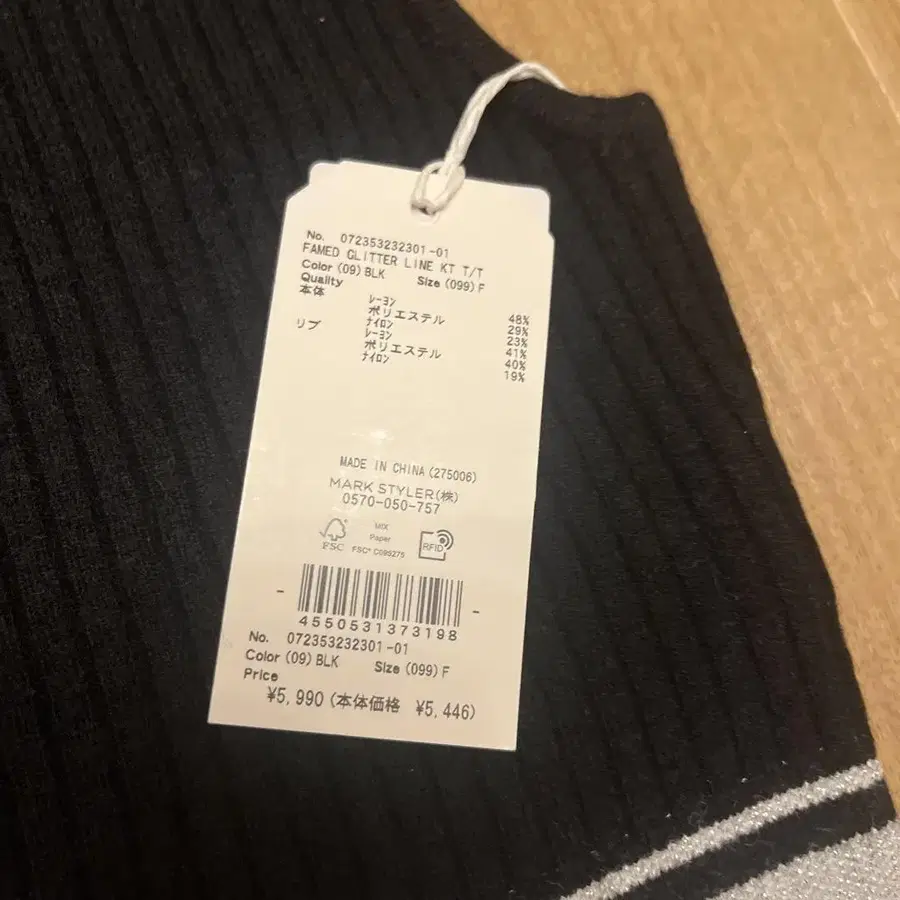 No. 072353232301-01
FAMED GLITTER LINE KT T/T
Color (09) BLK Size (099) F
Quality
本体 ﾚｰﾖﾝ 48%
ポリエステル 29%
ﾅｲﾛﾝ 23%
リブ ﾚｰﾖﾝ 41%
ポリエステル 40%
ﾅｲﾛﾝ 19%
MADE IN CHINA (275006)
MARK STYLER(株)
0570-050-757
FSC
MIX
Paper
FSC® C095275
RFID
4550531373198
No. 072353232301-01
Color (09) BLK Size (099) F
Price
¥5,990 (本体価格 ¥5,446)